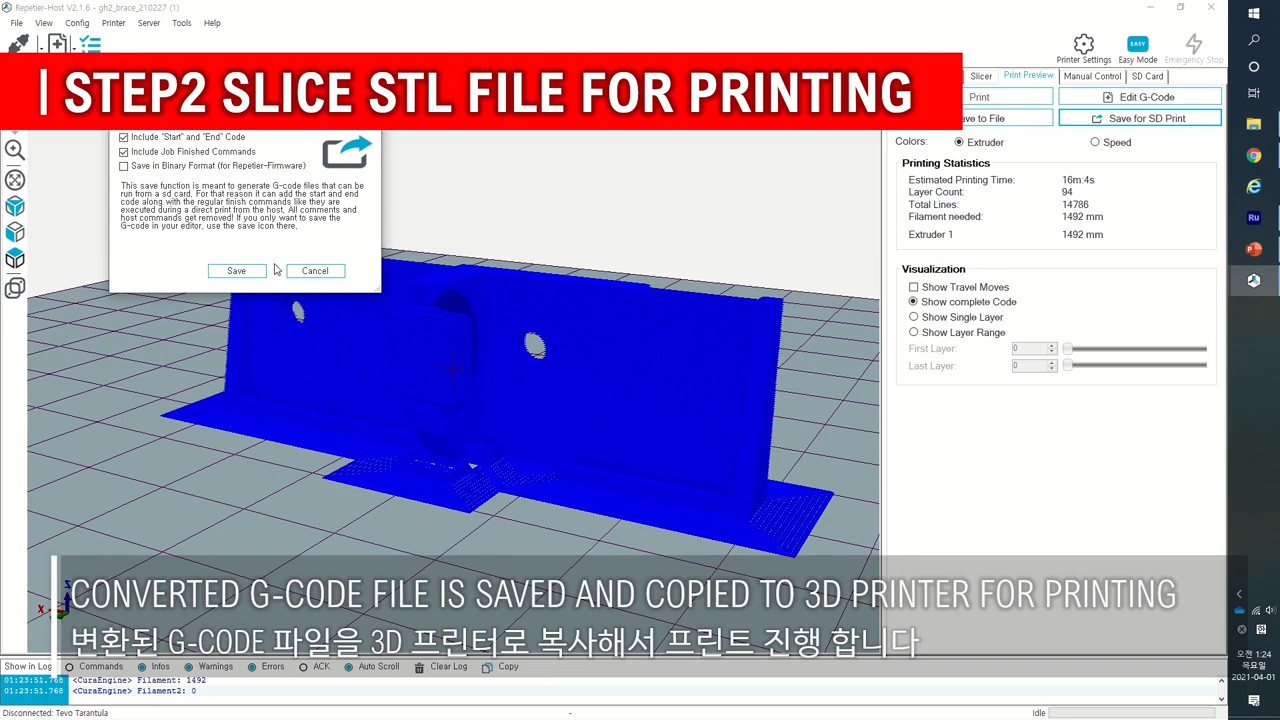 Repetier-Host V2.1.6 - gh2_brace_210227 (1)
File View Config Printer Server Tools Help
Printer Settings Easy Mode Emergency Stop
EASY
STEP2 SLICE STL FILE FOR PRINTING
Slicer Print Preview Manual Control SD Card
Print Edit G-Code
Save for SD Print
Colors: Extruder Speed
Include "Start" and "End" Code
Include Job Finished Commands
Save in Binary Format (for Repetier-Firmware)
This save function is meant to generate G-code files that can be
run from a sd card. For that reason it can add the start and end
code along with the regular finish commands like they are
executed during a direct print from the host. All comments and
host commands get removed! If you only want to save the
G-code in your editor, use the save icon there.
Save Cancel
Printing Statistics
Estimated Printing Time: 16m:4s
Layer Count: 94
Total Lines: 14786
Filament needed: 1492 mm
Extruder 1 1492 mm
Visualization
Show Travel Moves
Show complete Code
Show Single Layer
Show Layer Range
First Layer: 0
Last Layer: 0
Ru
CONVERTED G-CODE FILE IS SAVED AND COPIED TO 3D PRINTER FOR PRINTING
변환된 G-CODE 파일을 3D 프린터로 복사해서 프린트 진행 합니다
X
Z
Show in Log Commands Infos Warnings Errors ACK Auto Scroll Clear Log Copy
01:23:51.768 <CuraEngine> Filament: 1492
01:23:51.768 <CuraEngine> Filament2: 0
Disconnected: Tevo Tarantula - Idle
오전 1:24
목요일
2021-04-01